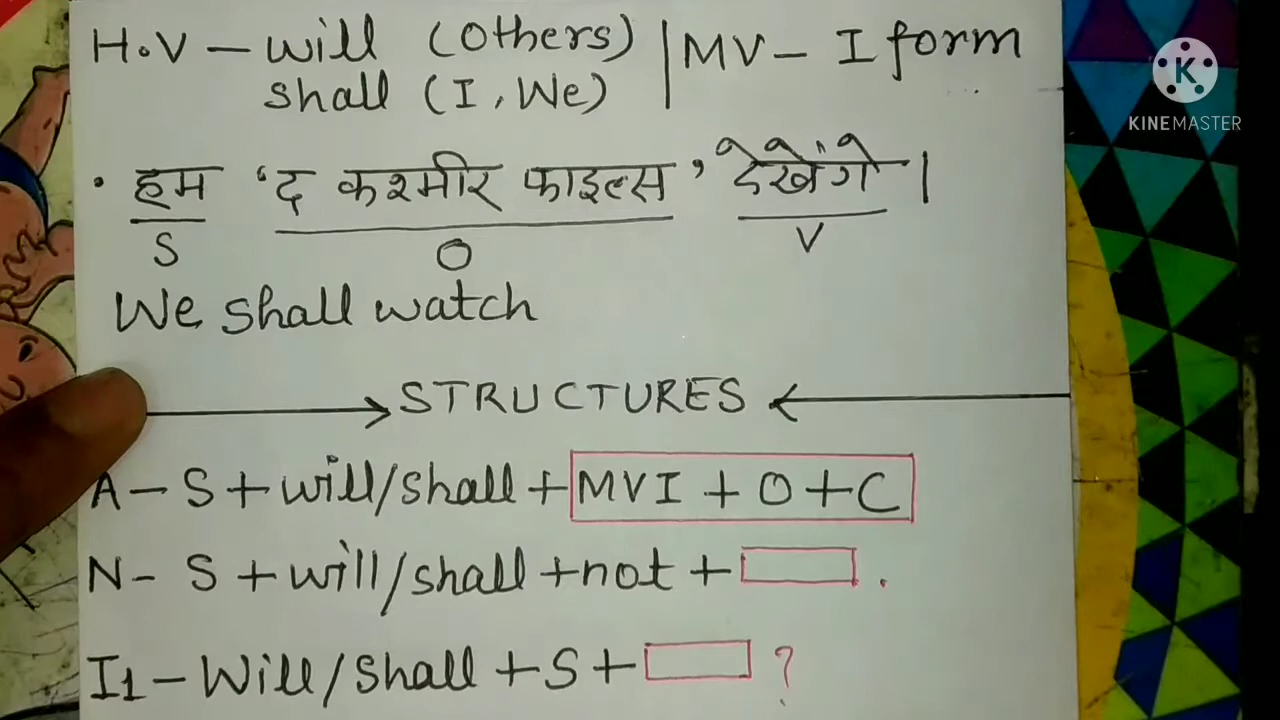 H.V – will (Others) | MV – I form
shall (I, We)
K
KINEMASTER
• हम 'द कश्मीर फाइल्स' देखेंगे |
S O V
We shall watch
STRUCTURES
A – S + will/shall + MVI + O + C
N – S + will/shall + not + .
I1 – Will/Shall + S + ?